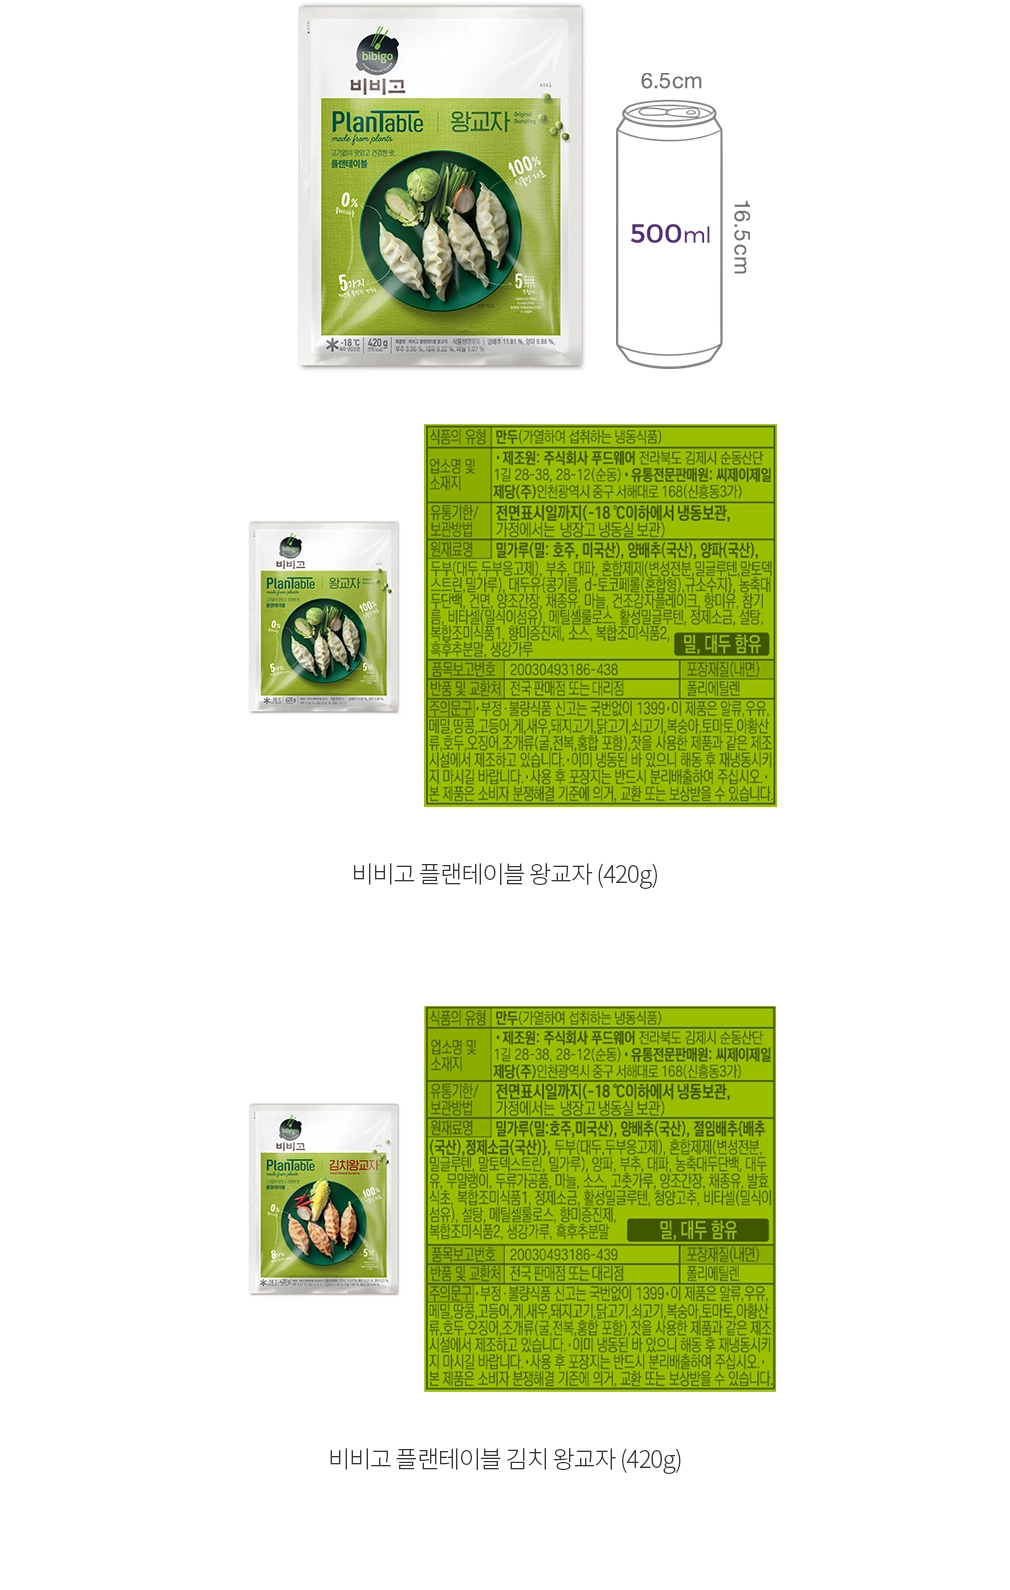 bibigo
비비고
PlanTable
made from plants
왕교자
Original
Dumpling
고기없이 맛있고 건강한 맛,
플랜테이블
100%
식물성 재료
0%
5가지
5
-18 ℃
420 g
6.5cm
500ml
16.5cm
식품의 유형 만두(가열하여 섭취하는 냉동식품)
업소명 및 소재지
•제조원: 주식회사 푸드웨어 전라북도 김제시 순동산단
1길 28-38, 28-12(순동) •유통전문판매원: 씨제이제일
제당(주)인천광역시 중구 서해대로 168(신흥동3가)
유통기한/ 보관방법
전면표시일까지(-18 ℃이하에서 냉동보관,
가정에서는 냉장고 냉동실 보관)
원재료명 밀가루(밀: 호주, 미국산), 양배추(국산), 양파(국산),
두부(대두,두부응고제), 부추, 대파, 혼합제제(변성전분,밀글루텐,말토덱
스트린,밀가루), 대두유(콩기름, d-토코페롤(혼합형),규소수지), 농축대
두단백, 건면, 양조간장, 채종유, 마늘, 건조감자플레이크, 향미유, 참기
름, 비타셀(밀식이섬유), 메틸셀룰로스, 활성밀글루텐, 정제소금, 설탕,
복합조미식품1, 향미증진제, 소스, 복합조미식품2,
흑후추분말, 생강가루
밀, 대두 함유
품목보고번호 20030493186-438 포장재질(내면)
반품 및 교환처 전국 판매점 또는 대리점 폴리에틸렌
주의문구 •부정·불량식품 신고는 국번없이 1399•이 제품은 알류,우유,
메밀,땅콩,고등어,게,새우,돼지고기,닭고기,쇠고기,복숭아,토마토,아황산
류,호두,오징어,조개류(굴,전복,홍합 포함),잣을 사용한 제품과 같은 제조
시설에서 제조하고 있습니다.•이미 냉동된 바 있으니 해동 후 재냉동시키
지 마시길 바랍니다.•사용 후 포장지는 반드시 분리배출하여 주십시오.•
본 제품은 소비자 분쟁해결 기준에 의거, 교환 또는 보상받을 수 있습니다.
bibigo
비비고
PlanTable
made from plants
왕교자
플랜테이블
100%
0%
비비고 플랜테이블 왕교자 (420g)
식품의 유형 만두(가열하여 섭취하는 냉동식품)
업소명 및 소재지
•제조원: 주식회사 푸드웨어 전라북도 김제시 순동산단
1길 28-38, 28-12(순동) •유통전문판매원: 씨제이제일
제당(주)인천광역시 중구 서해대로 168(신흥동3가)
유통기한/ 보관방법
전면표시일까지(-18 ℃이하에서 냉동보관,
가정에서는 냉장고 냉동실 보관)
원재료명 밀가루(밀:호주,미국산), 양배추(국산), 절임배추{배추
(국산),정제소금(국산)}, 두부(대두,두부응고제), 혼합제제(변성전분,
밀글루텐, 말토덱스트린, 밀가루), 양파, 부추, 대파, 농축대두단백, 대두
유, 무말랭이, 두류가공품, 마늘, 소스, 고춧가루, 양조간장, 채종유, 발효
식초, 복합조미식품1, 정제소금, 활성밀글루텐, 청양고추, 비타셀(밀식이
섬유), 설탕, 메틸셀룰로스, 향미증진제,
복합조미식품2, 생강가루, 흑후추분말
밀, 대두 함유
품목보고번호 20030493186-439 포장재질(내면)
반품 및 교환처 전국 판매점 또는 대리점 폴리에틸렌
주의문구 •부정·불량식품 신고는 국번없이 1399•이 제품은 알류,우유,
메밀,땅콩,고등어,게,새우,돼지고기,닭고기,쇠고기,복숭아,토마토,아황산
류,호두,오징어,조개류(굴,전복,홍합 포함),잣을 사용한 제품과 같은 제조
시설에서 제조하고 있습니다.•이미 냉동된 바 있으니 해동 후 재냉동시키
지 마시길 바랍니다.•사용 후 포장지는 반드시 분리배출하여 주십시오.•
본 제품은 소비자 분쟁해결 기준에 의거, 교환 또는 보상받을 수 있습니다.
bibigo
비비고
PlanTable
made from plants
김치왕교자
플랜테이블
100%
0%
비비고 플랜테이블 김치 왕교자 (420g)